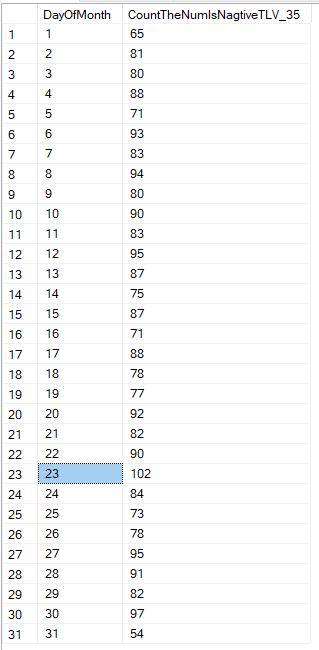 DayOfMonth CountTheNumIsNagtiveTLV_35
1 1 65
2 2 81
3 3 80
4 4 88
5 5 71
6 6 93
7 7 83
8 8 94
9 9 80
10 10 90
11 11 83
12 12 95
13 13 87
14 14 75
15 15 87
16 16 71
17 17 88
18 18 78
19 19 77
20 20 92
21 21 82
22 22 90
23 23 102
24 24 84
25 25 73
26 26 78
27 27 95
28 28 91
29 29 82
30 30 97
31 31 54